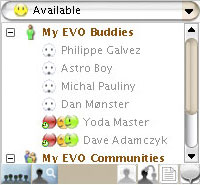 Available
My EVO Buddies
Philippe Galvez
Astro Boy
Michal Pauliny
Dan Mønster
Yoda Master
Dave Adamczyk
My EVO Communities